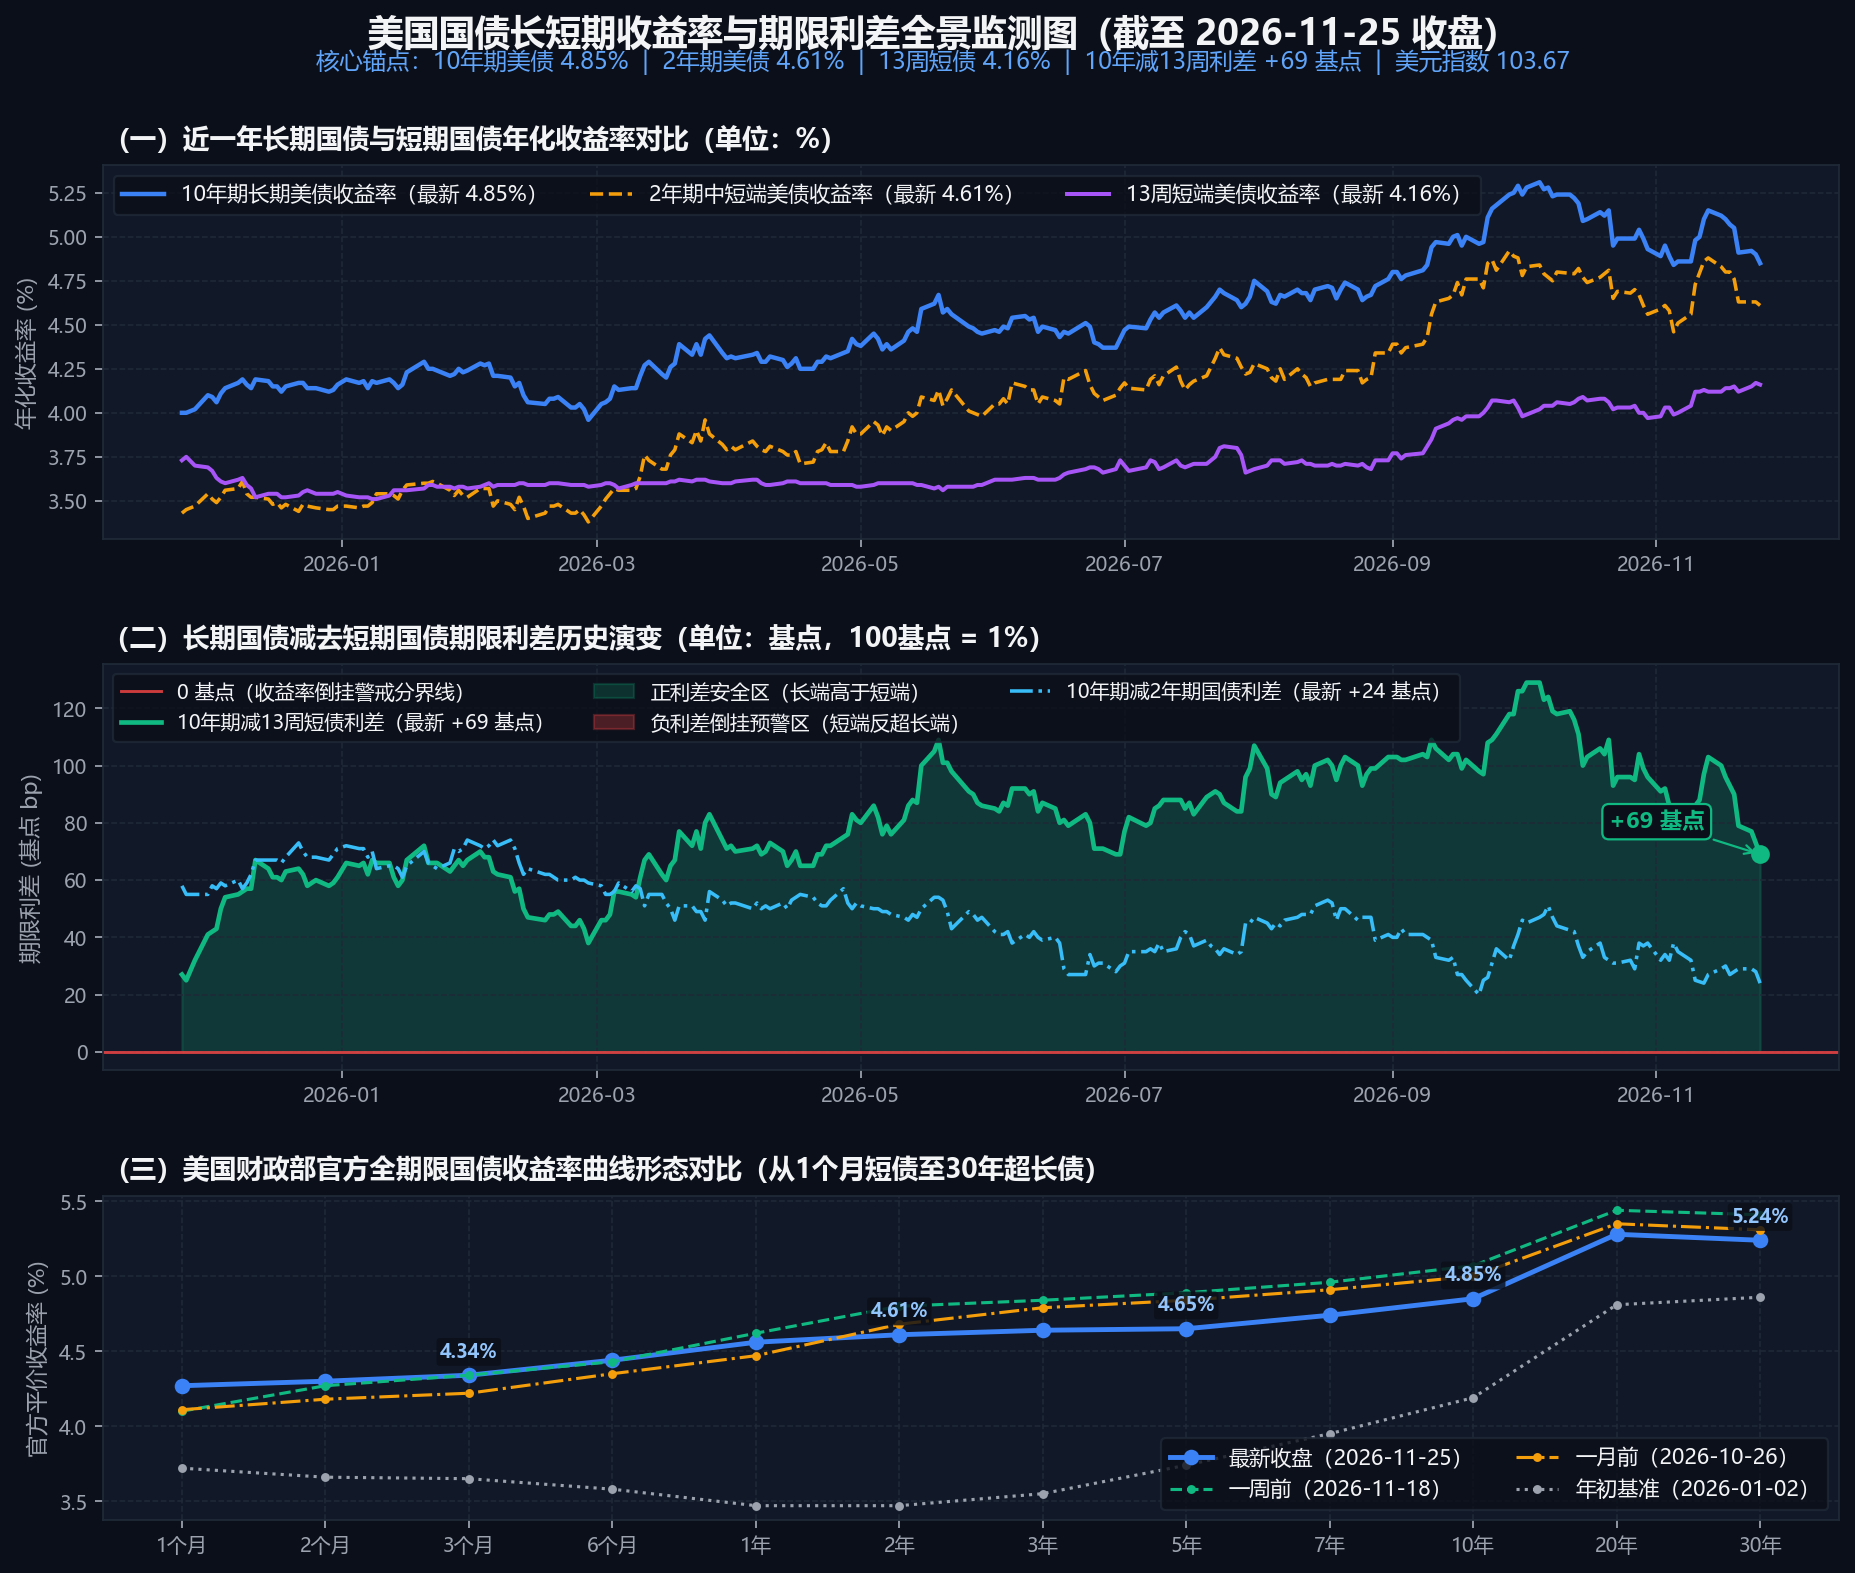 美国国债长短期收益率与期限利差全景监测图（截至 2026-11-25 收盘）
核心锚点：10年期美债 4.85% | 2年期美债 4.61% | 13周短债 4.16% | 10年减13周利差 +69 基点 | 美元指数 103.67
（一）近一年长期国债与短期国债年化收益率对比（单位：%）
10年期长期美债收益率（最新 4.85%）
2年期中短端美债收益率（最新 4.61%）
13周短端美债收益率（最新 4.16%）
年化收益率 (%)
5.25
5.00
4.75
4.50
4.25
4.00
3.75
3.50
2026-01
2026-03
2026-05
2026-07
2026-09
2026-11
（二）长期国债减去短期国债期限利差历史演变（单位：基点，100基点 = 1%）
0 基点（收益率倒挂警戒分界线）
正利差安全区（长端高于短端）
10年期减2年期国债利差（最新 +24 基点）
10年期减13周短债利差（最新 +69 基点）
负利差倒挂预警区（短端反超长端）
期限利差 (基点 bp)
120
100
80
60
40
20
0
+69 基点
2026-01
2026-03
2026-05
2026-07
2026-09
2026-11
（三）美国财政部官方全期限国债收益率曲线形态对比（从1个月短债至30年超长债）
官方平价收益率 (%)
5.5
5.0
4.5
4.0
3.5
4.34%
4.61%
4.65%
4.85%
5.24%
最新收盘（2026-11-25）
一月前（2026-10-26）
一周前（2026-11-18）
年初基准（2026-01-02）
1个月
2个月
3个月
6个月
1年
2年
3年
5年
7年
10年
20年
30年